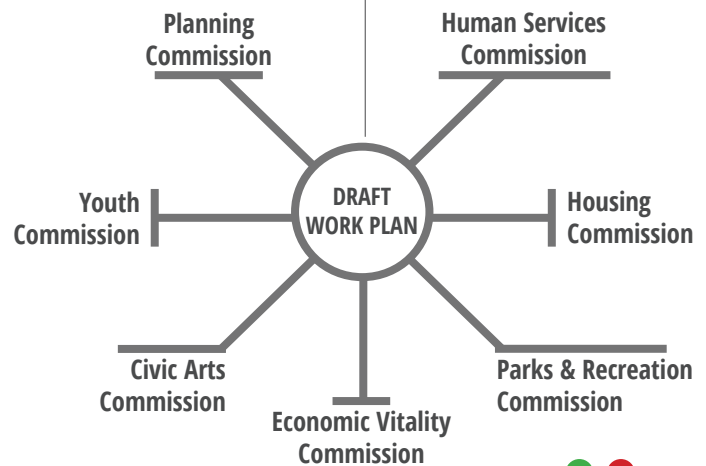 Planning
Commission
Human Services
Commission
DRAFT
WORK PLAN
Youth
Commission
Housing
Commission
Civic Arts
Commission
Parks & Recreation
Commission
Economic Vitality
Commission